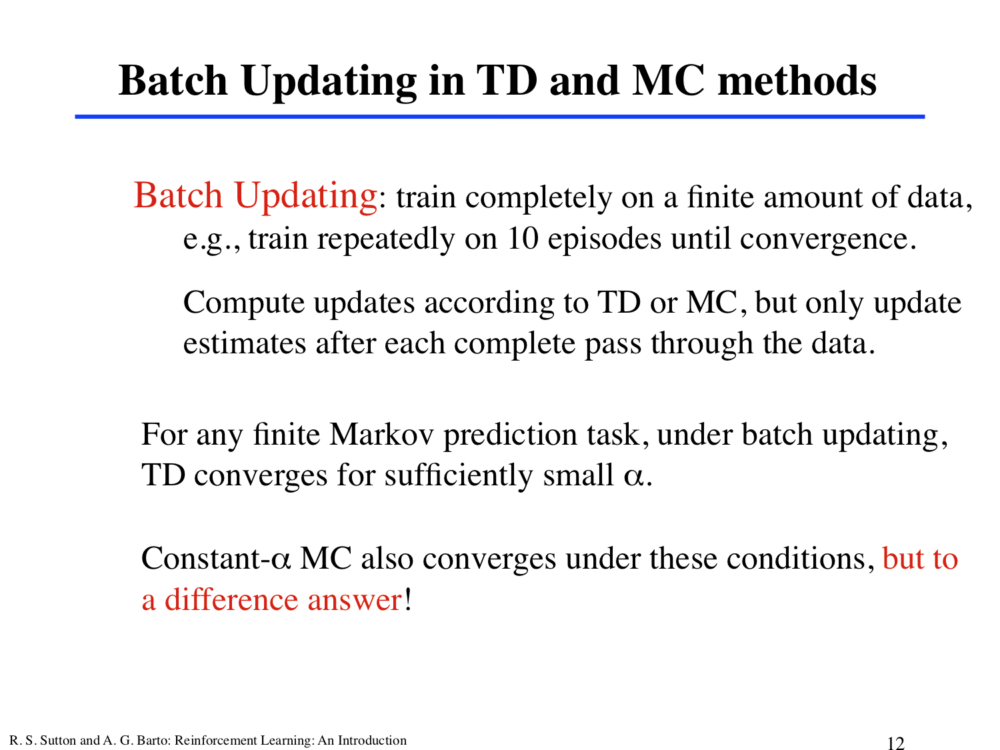 Batch Updating in TD and MC methods
Batch Updating: train completely on a finite amount of data,
e.g., train repeatedly on 10 episodes until convergence.
Compute updates according to TD or MC, but only update
estimates after each complete pass through the data.
For any finite Markov prediction task, under batch updating,
TD converges for sufficiently small α.
Constant-α MC also converges under these conditions, but to
a difference answer!
R. S. Sutton and A. G. Barto: Reinforcement Learning: An Introduction
12